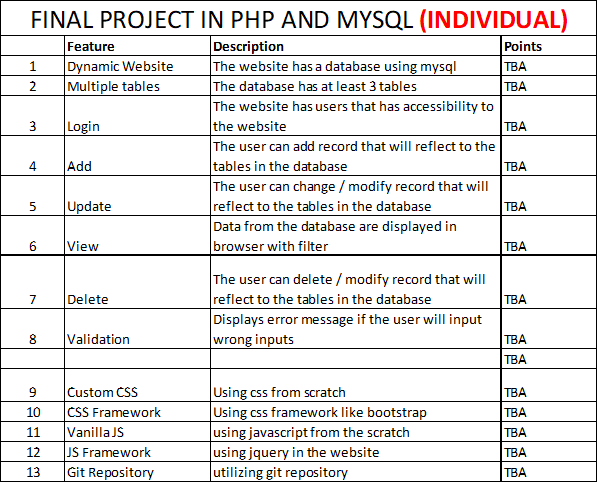 FINAL PROJECT IN PHP AND MYSQL (INDIVIDUAL)
Feature Description Points
1 Dynamic Website The website has a database using mysql TBA
2 Multiple tables The database has at least 3 tables TBA
The website has users that has accessibility to
3 Login the website TBA
The user can add record that will reflect to the
4 Add tables in the database TBA
The user can change / modify record that will
5 Update reflect to the tables in the database TBA
Data from the database are displayed in
6 View browser with filter TBA
The user can delete / modify record that will
7 Delete reflect to the tables in the database TBA
Displays error message if the user will input
8 Validation wrong inputs TBA
TBA
9 Custom CSS Using css from scratch TBA
10 CSS Framework Using css framework like bootstrap TBA
11 Vanilla JS using javascript from the scratch TBA
12 JS Framework using jquery in the website TBA
13 Git Repository utilizing git repository TBA